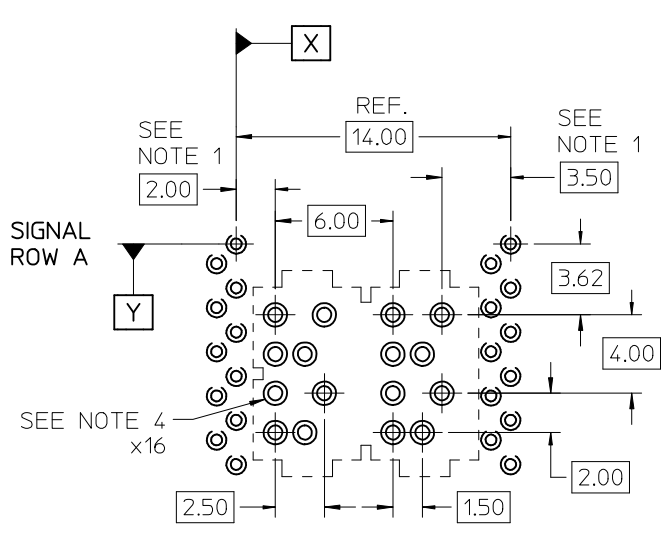 X
REF.
14.00
SEE
NOTE 1
2.00
SEE
NOTE 1
3.50
6.00
SIGNAL
ROW A
3.62
Y
4.00
SEE NOTE 4
x16
2.00
2.50
1.50